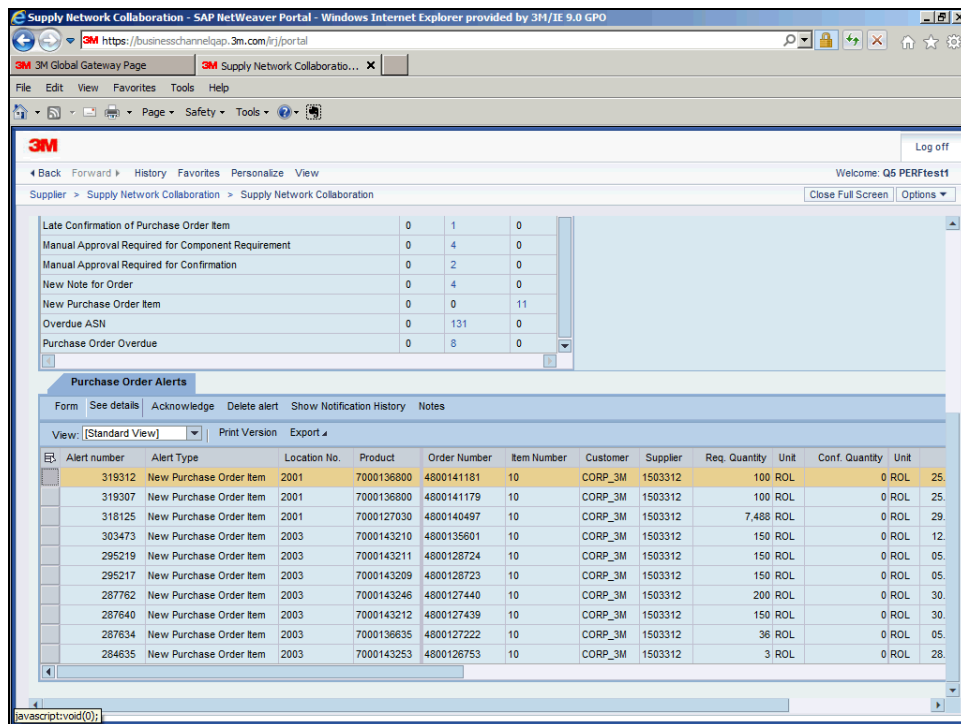 Supply Network Collaboration - SAP NetWeaver Portal - Windows Internet Explorer provided by 3M/IE 9.0 GPO
3M https://businesschannelqap.3m.com/irj/portal
3M 3M Global Gateway Page 3M Supply Network Collaboratio... X
File Edit View Favorites Tools Help
Page Safety Tools
3M Log off
Back Forward History Favorites Personalize View Welcome: Q5 PERFtest1
Supplier > Supply Network Collaboration > Supply Network Collaboration Close Full Screen Options
Late Confirmation of Purchase Order Item 0 1 0
Manual Approval Required for Component Requirement 0 4 0
Manual Approval Required for Confirmation 0 2 0
New Note for Order 0 4 0
New Purchase Order Item 0 0 11
Overdue ASN 0 131 0
Purchase Order Overdue 0 8 0
Purchase Order Alerts
Form See details Acknowledge Delete alert Show Notification History Notes
View: [Standard View] Print Version Export
Alert number Alert Type Location No. Product Order Number Item Number Customer Supplier Req. Quantity Unit Conf. Quantity Unit
319312 New Purchase Order Item 2001 7000136800 4800141181 10 CORP_3M 1503312 100 ROL 0 ROL 25.
319307 New Purchase Order Item 2001 7000136800 4800141179 10 CORP_3M 1503312 100 ROL 0 ROL 25.
318125 New Purchase Order Item 2001 7000127030 4800140497 10 CORP_3M 1503312 7,488 ROL 0 ROL 29.
303473 New Purchase Order Item 2003 7000143210 4800135601 10 CORP_3M 1503312 150 ROL 0 ROL 12.
295219 New Purchase Order Item 2003 7000143211 4800128724 10 CORP_3M 1503312 150 ROL 0 ROL 05.
295217 New Purchase Order Item 2003 7000143209 4800128723 10 CORP_3M 1503312 150 ROL 0 ROL 05.
287762 New Purchase Order Item 2003 7000143246 4800127440 10 CORP_3M 1503312 200 ROL 0 ROL 30.
287640 New Purchase Order Item 2003 7000143212 4800127439 10 CORP_3M 1503312 150 ROL 0 ROL 30.
287634 New Purchase Order Item 2003 7000136635 4800127222 10 CORP_3M 1503312 36 ROL 0 ROL 05.
284635 New Purchase Order Item 2003 7000143253 4800126753 10 CORP_3M 1503312 3 ROL 0 ROL 28.
javascript:void(0);